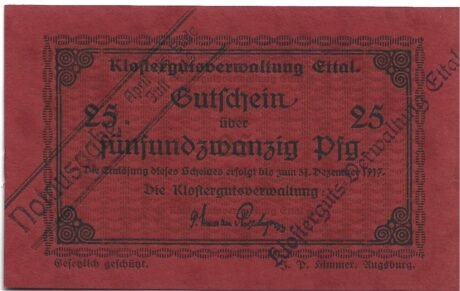 Klostergutsverwaltung Ettal.
Gutschein
25. über 25
fünfundzwanzig Pfg.
Die Einlösung dieses Scheines erfolgt bis zum 31. Dezember 1917.
Die Klostergutsverwaltung
Gesetzlich geschützt. J. P. Himmer, Augsburg.
Klosterguts Verwaltung Ettal